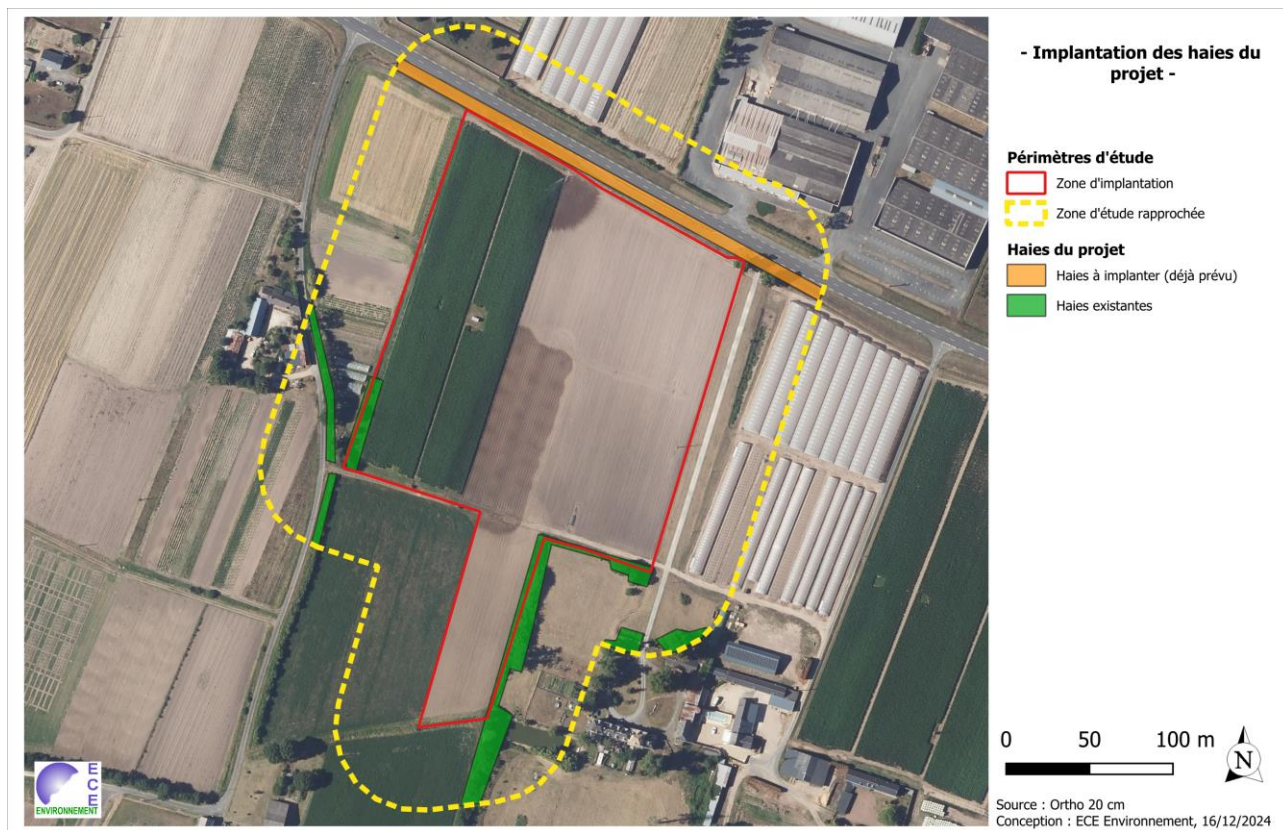 - Implantation des haies du
projet -
Périmètres d'étude
Zone d'implantation
Zone d'étude rapprochée
Haies du projet
Haies à implanter (déjà prévu)
Haies existantes
0 50 100 m
N
Source : Ortho 20 cm
Conception : ECE Environnement, 16/12/2024
E
C
E
ENVIRONNEMENT